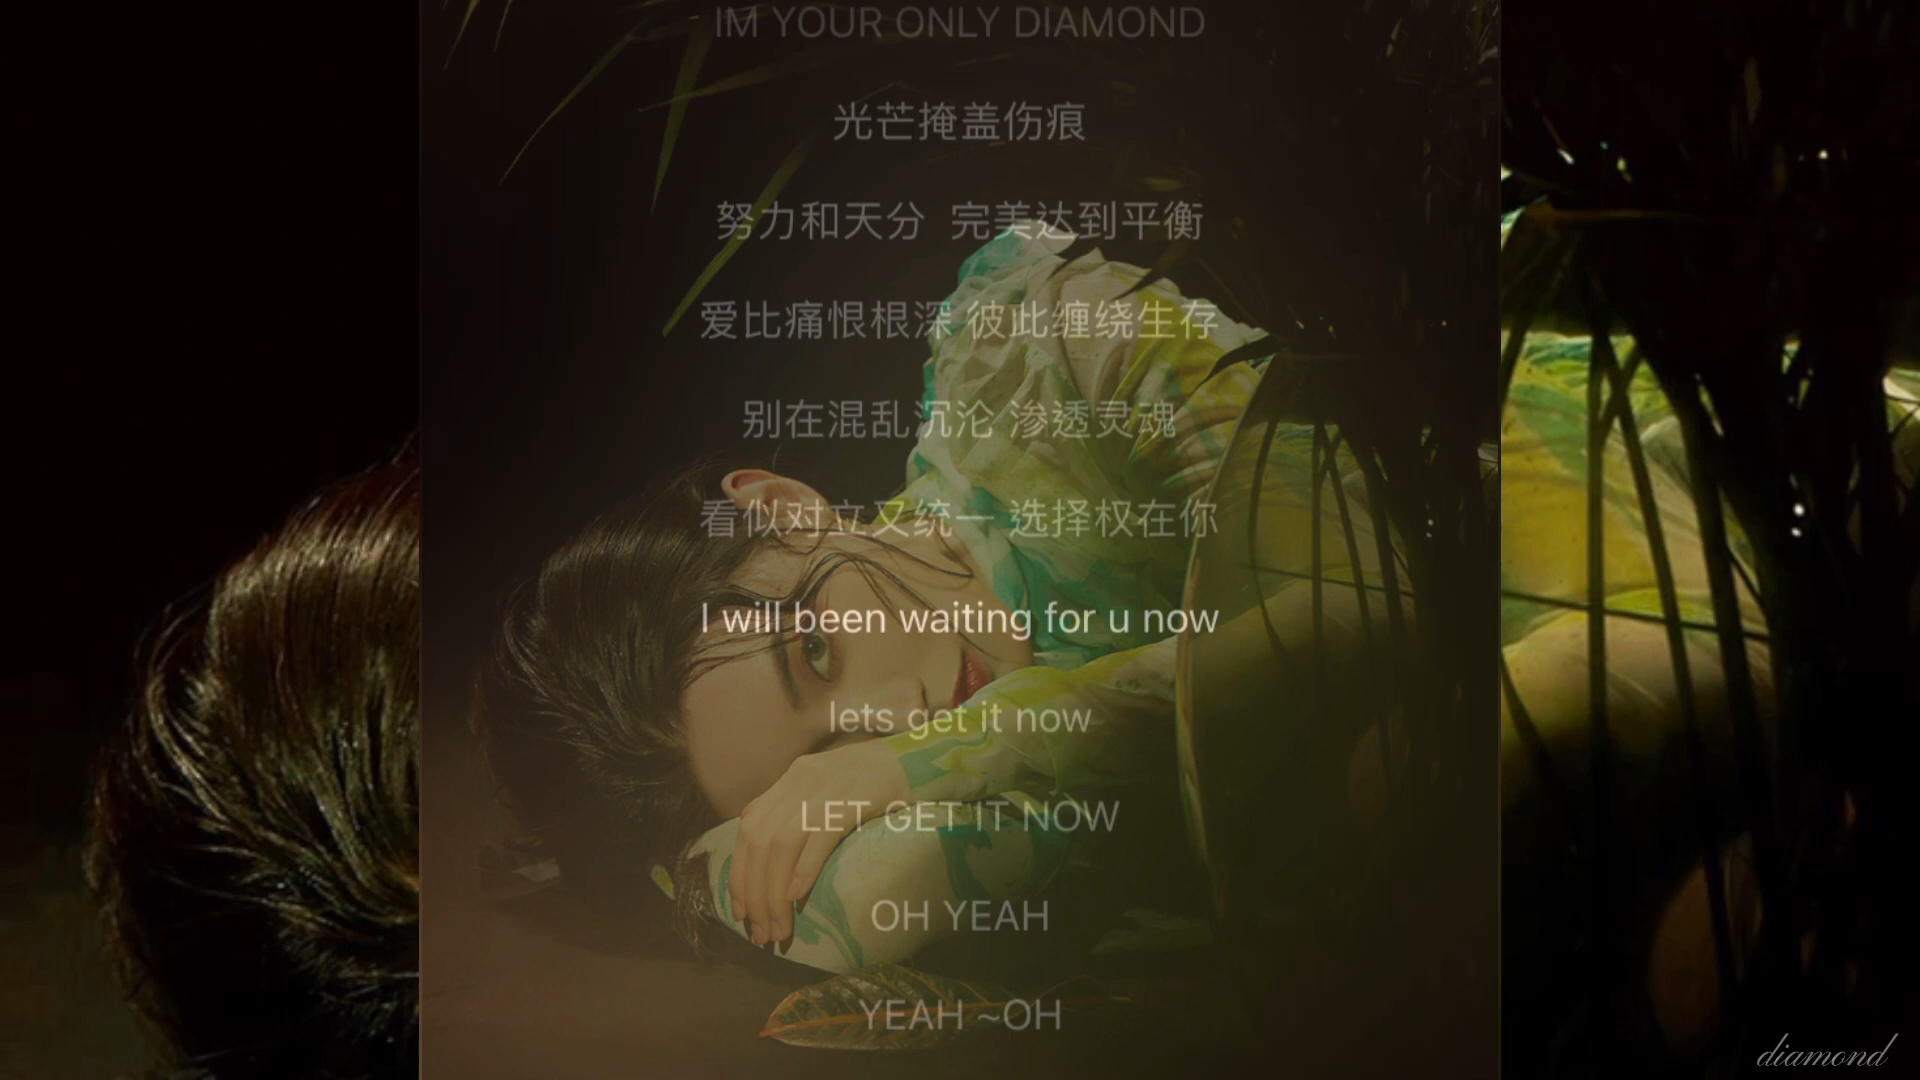 IM YOUR ONLY DIAMOND
光芒掩盖伤痕
努力和天分 完美达到平衡
爱比痛恨根深 彼此缠绕生存
别在混乱沉沦 渗透灵魂
看似对立又统一 选择权在你
I will been waiting for u now
lets get it now
LET GET IT NOW
OH YEAH
YEAH ~OH
diamond